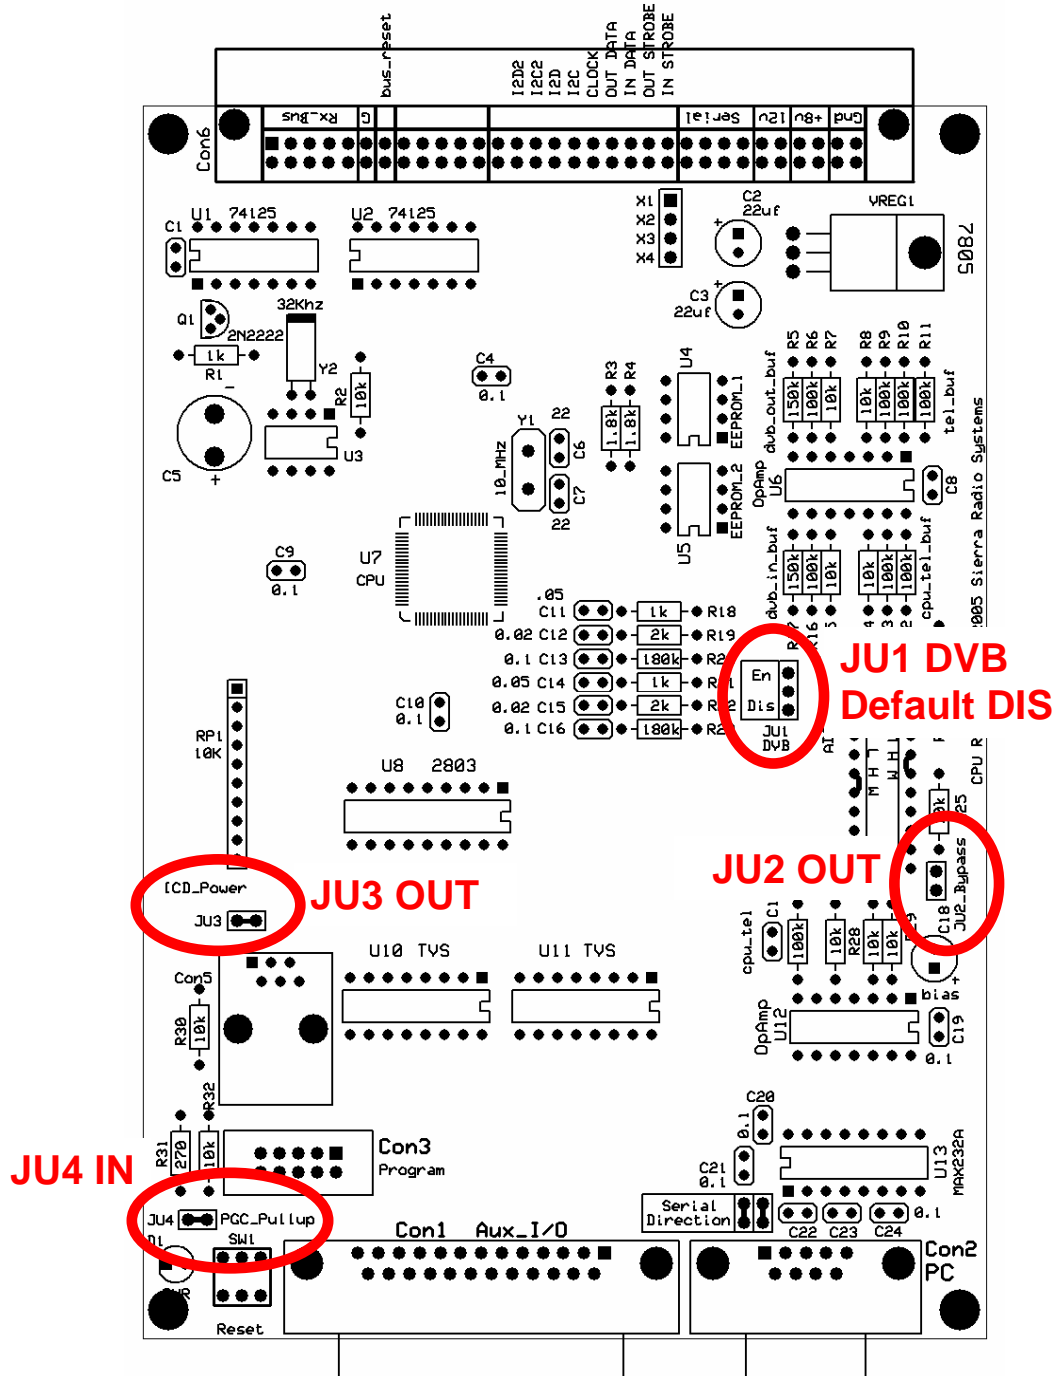 bus_reset
I2D2
I2C2
I2D
I2C
CLOCK
OUT DATA
IN DATA
OUT STROBE
IN STROBE
Con6
Rx_Bus
G
Serial
12v
+8v
Gnd
U1 74125
U2 74125
C1
X1
X2
X3
X4
C2
22uf
VREG1
7805
C3
22uf
Q1
2N2222
32Khz
1k
R1
Y2
R2
10k
C4
0.1
R3
R4
1.8k
1.8k
U4
EEPROM_1
R5
R6
R7
R8
R9
R10
R11
150k
100k
10k
10k
100k
100k
100k
dvb_out_buf
tel_buf
C5
U3
Y1
10_MHz
22
C6
C7
22
U5
EEPROM_2
OpAmp
U6
C8
U7
CPU
C9
0.1
dvb_in_buf
150k
100k
10k
10k
100k
100k
cpu_tel_buf
2005 Sierra Radio Systems
R16
.05
C11
1k
R18
0.02 C12
2k
R19
0.1 C13
180k
0.05 C14
1k
0.02 C15
2k
0.1 C16
180k
En
Dis
JU1
DVB
JU1 DVB
Default DIS
C10
0.1
RP1
10K
U8 2803
L H M
CPU R
ICD_Power
JU3
JU3 OUT
JU2 OUT
JU2_Bypass
C18
bias
Con5
U10 TVS
U11 TVS
cpu_tel
C1
100k
10k
R28
10k
10k
R30
10k
OpAmp
U12
C19
0.1
R32
R31
270
10k
Con3
Program
C20
0.1
C21
0.1
U13
MAX232A
JU4 IN
JU4
PGC_Pullup
Serial
Direction
0.1
C22
C23
C24
D1
SW1
Reset
Con1 Aux_I/O
Con2
PC